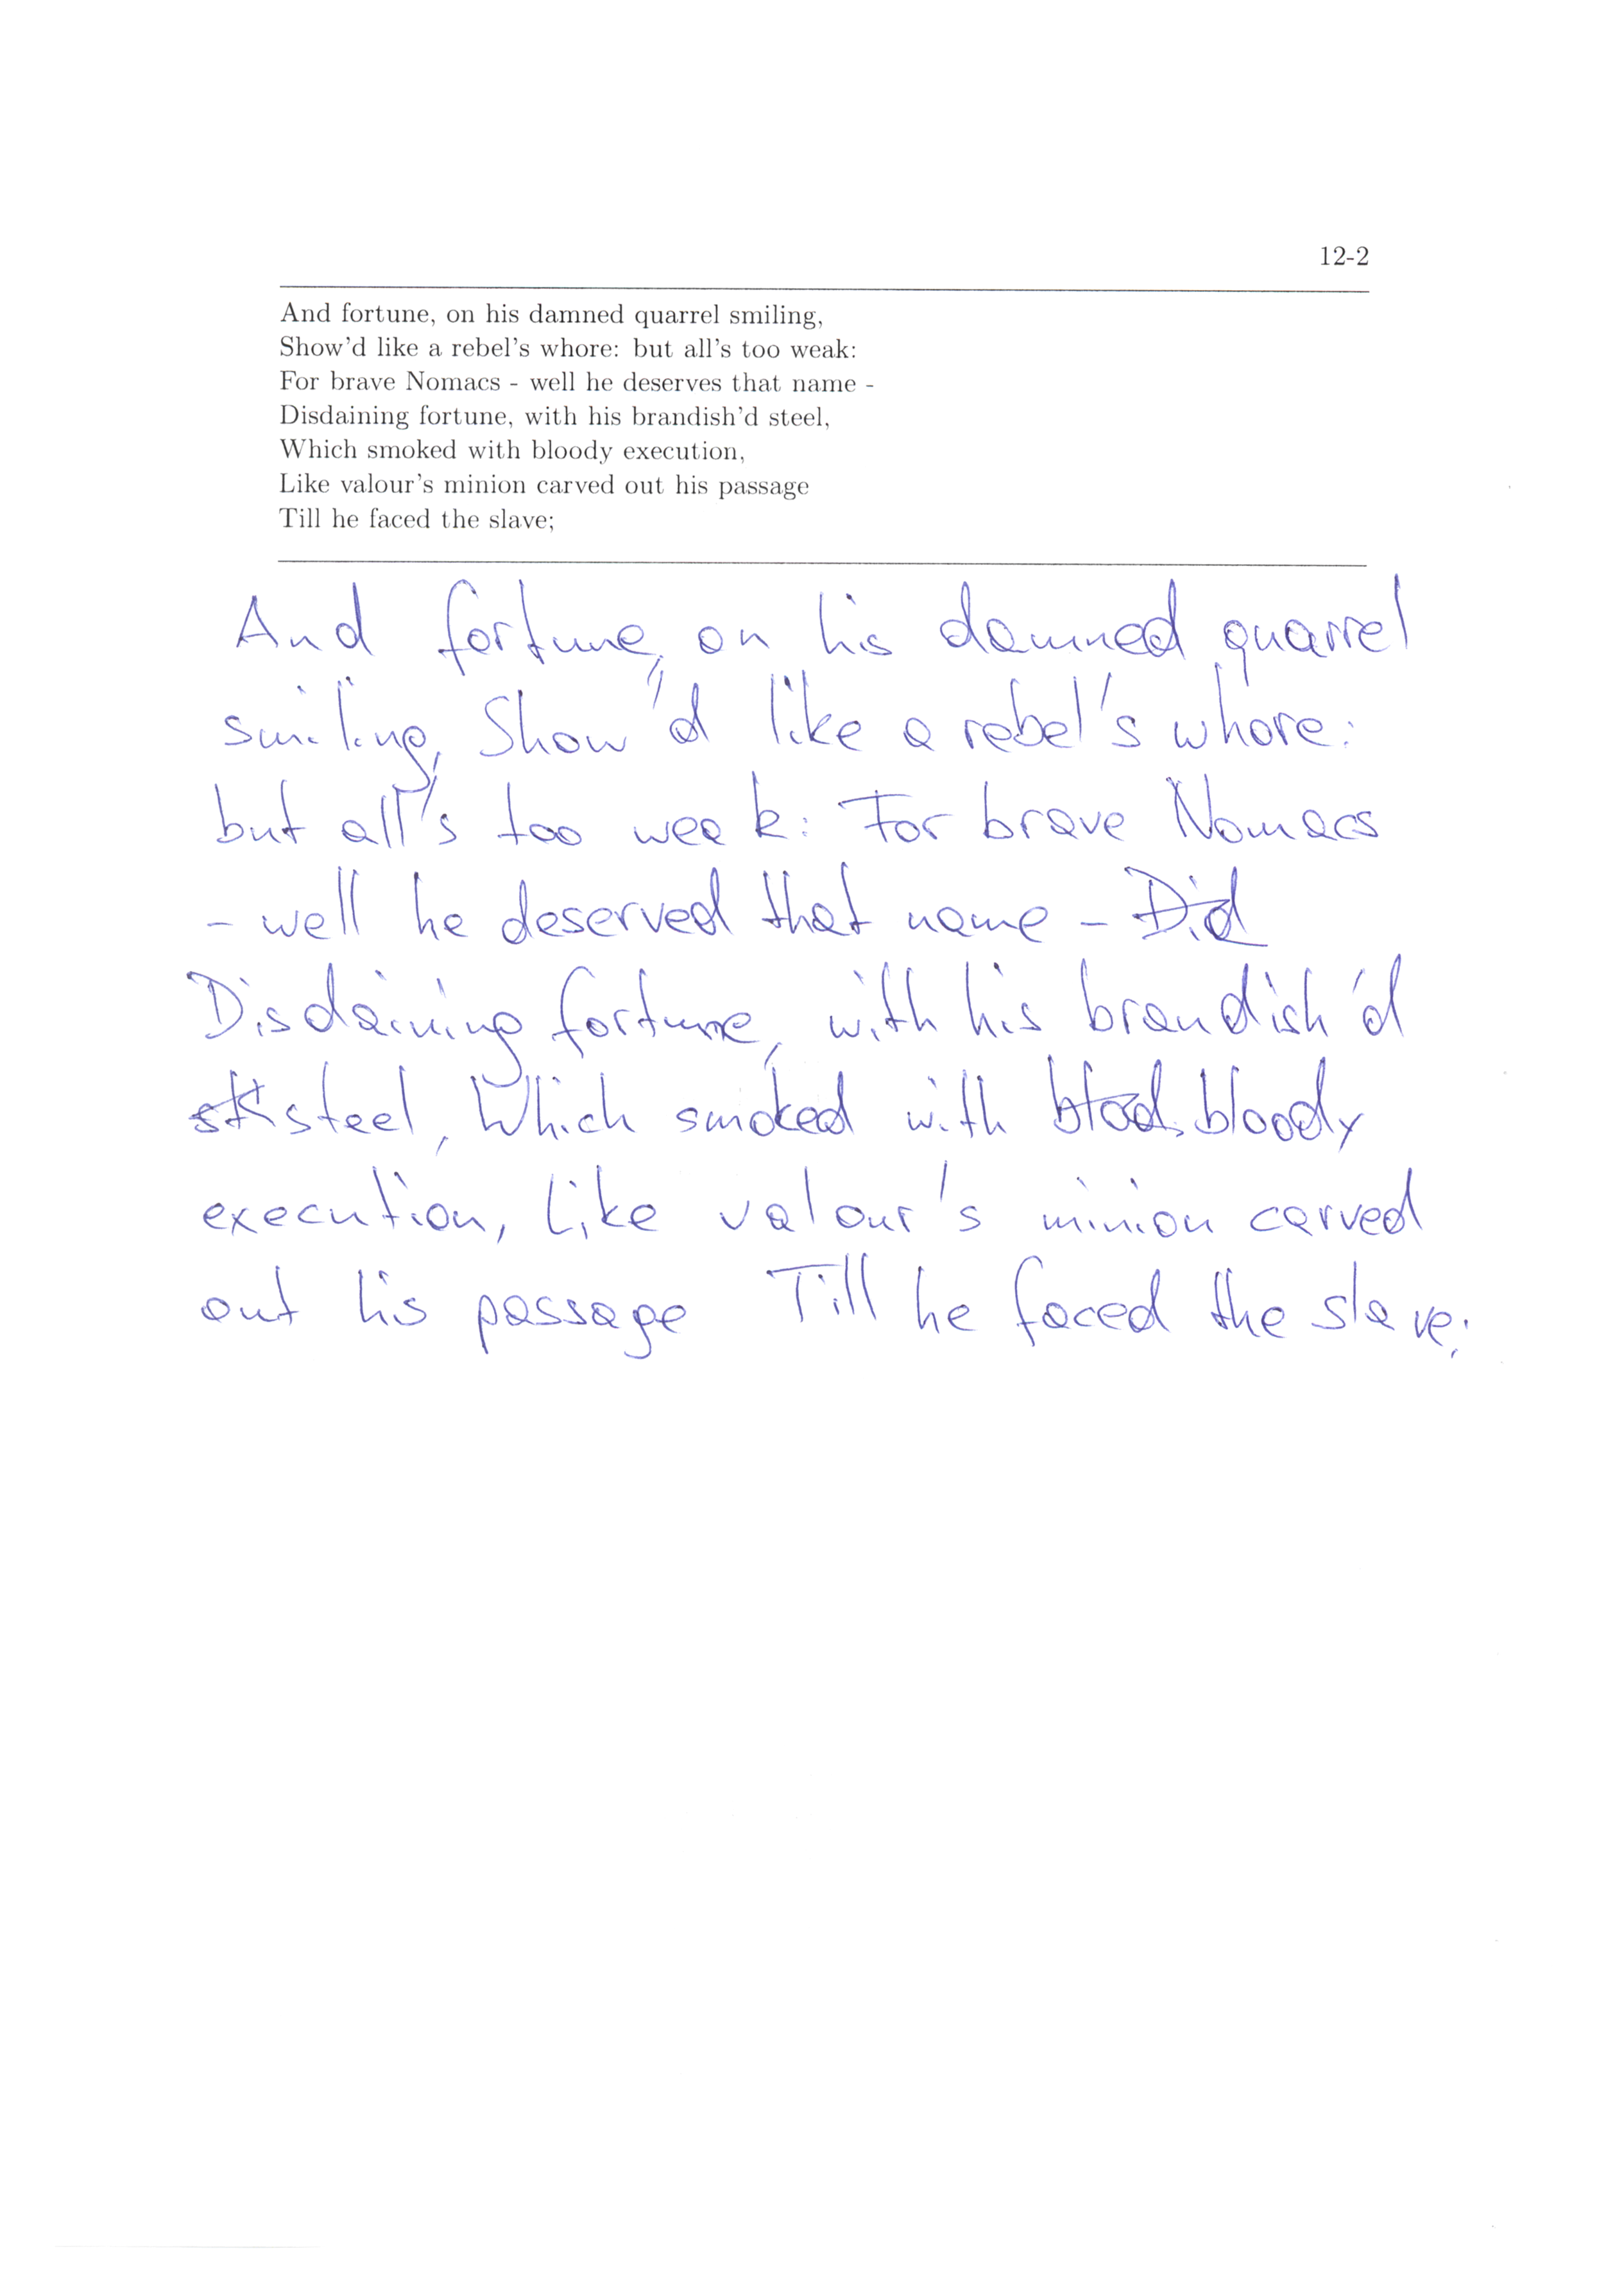 12-2
And fortune, on his damned quarrel smiling,
Show'd like a rebel's whore: but all's too weak:
For brave Nomacs - well he deserves that name -
Disdaining fortune, with his brandish'd steel,
Which smoked with bloody execution,
Like valour's minion carved out his passage
Till he faced the slave;
And fortune, on his damned quarrel
smiling, Show'd like a rebel's whore:
but all's too weak: For brave Nomacs
- well he deserved that name - Did
Disdaining fortune, with his brandish'd
steel, Which smoked with blood bloody
execution, Like valour's minion carved
out his passage Till he faced the slave;